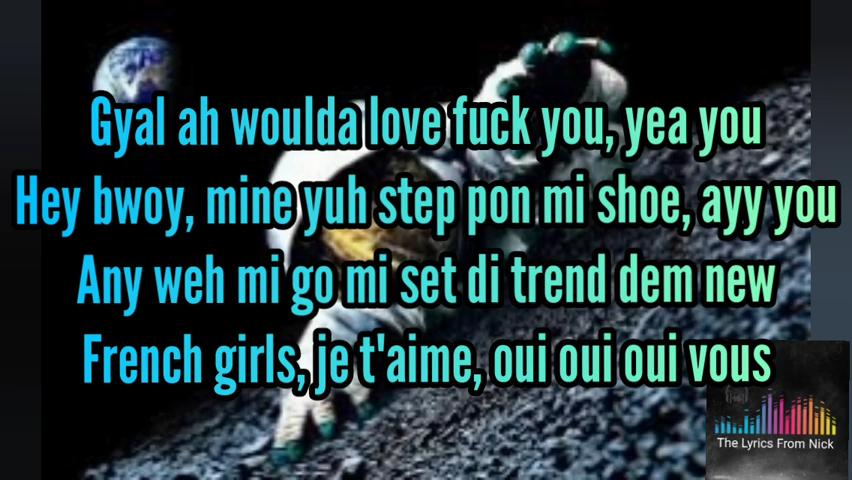 Gyal ah woulda love fuck you, yea you
Hey bwoy, mine yuh step pon mi shoe, ayy you
Any weh mi go mi set di trend dem new
French girls, je t'aime, oui oui oui vous
The Lyrics From Nick